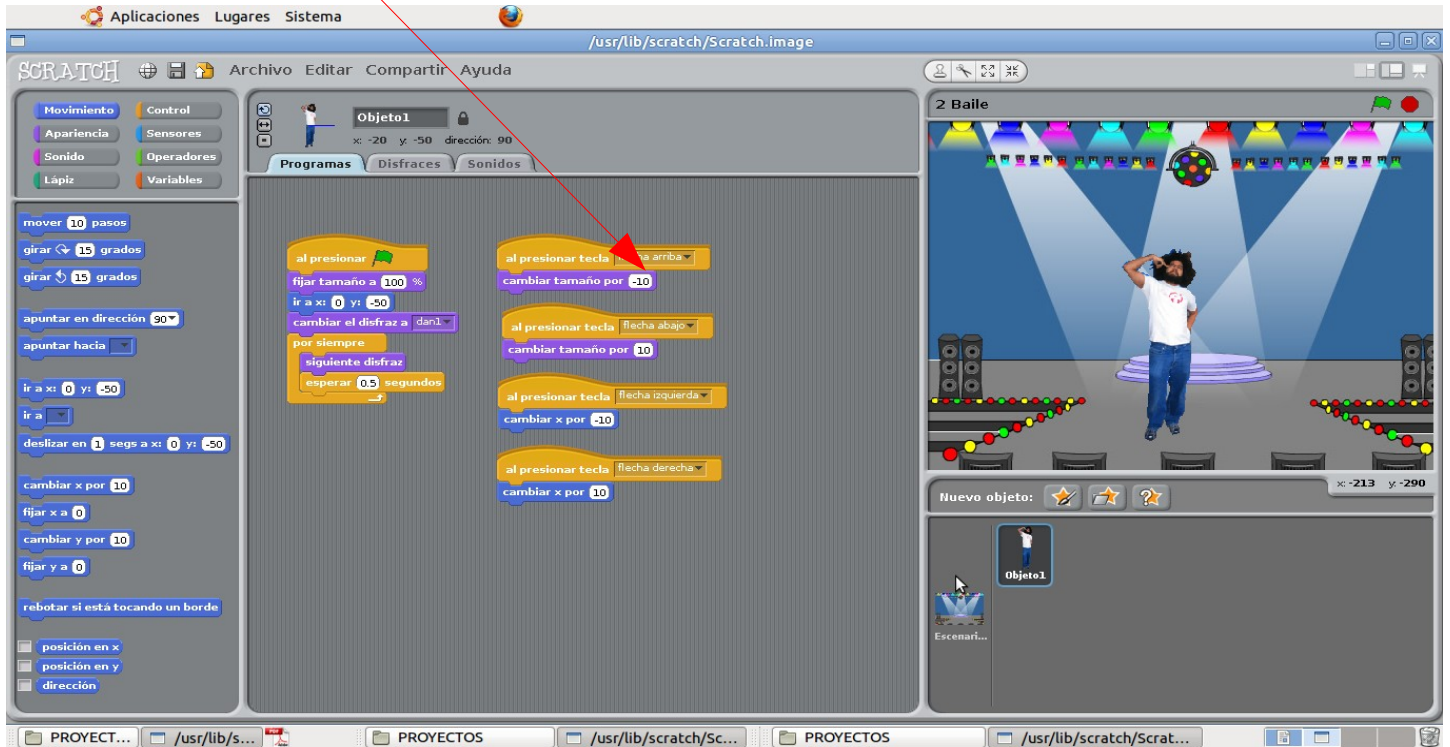 Aplicaciones Lugares Sistema
/usr/lib/scratch/Scratch.image
SCRATCH Archivo Editar Compartir Ayuda
Movimiento Control
Apariencia Sensores
Sonido Operadores
Lápiz Variables
mover 10 pasos
girar 15 grados
girar 15 grados
apuntar en dirección 90
apuntar hacia
ir a x: 0 y: -50
ir a
deslizar en 1 segs a x: 0 y: -50
cambiar x por 10
fijar x a 0
cambiar y por 10
fijar y a 0
rebotar si está tocando un borde
posición en x
posición en y
dirección
Objeto1
x: -20 y: -50 dirección: 90
Programas Disfraces Sonidos
al presionar
fijar tamaño a 100 %
ir a x: 0 y: -50
cambiar el disfraz a dan1
por siempre
siguiente disfraz
esperar 0.5 segundos
al presionar tecla arriba
cambiar tamaño por -10
al presionar tecla flecha abajo
cambiar tamaño por 10
al presionar tecla flecha izquierda
cambiar x por -10
al presionar tecla flecha derecha
cambiar x por 10
2 Baile
x: -213 y: -290
Nuevo objeto:
Objeto1
Escenari...
PROYECT... /usr/lib/s... PROYECTOS /usr/lib/scratch/Sc... PROYECTOS /usr/lib/scratch/Scrat...